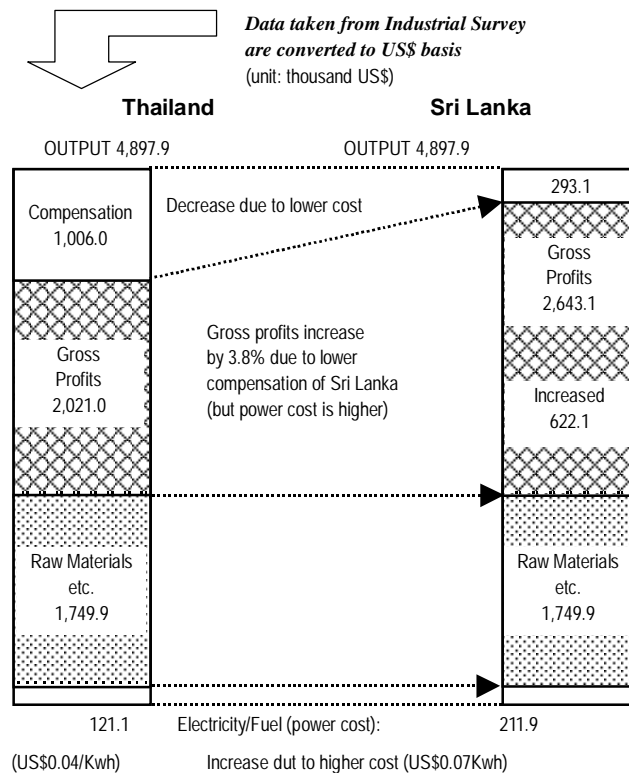 Data taken from Industrial Survey
are converted to US$ basis
(unit: thousand US$)
Thailand
Sri Lanka
OUTPUT 4,897.9
OUTPUT 4,897.9
Compensation
1,006.0
Decrease due to lower cost
293.1
Gross
Profits
2,643.1
Gross profits increase
by 3.8% due to lower
compensation of Sri Lanka
(but power cost is higher)
Gross
Profits
2,021.0
Increased
622.1
Raw Materials
etc.
1,749.9
Raw Materials
etc.
1,749.9
121.1
Electricity/Fuel (power cost):
211.9
(US$0.04/Kwh)
Increase dut to higher cost (US$0.07Kwh)